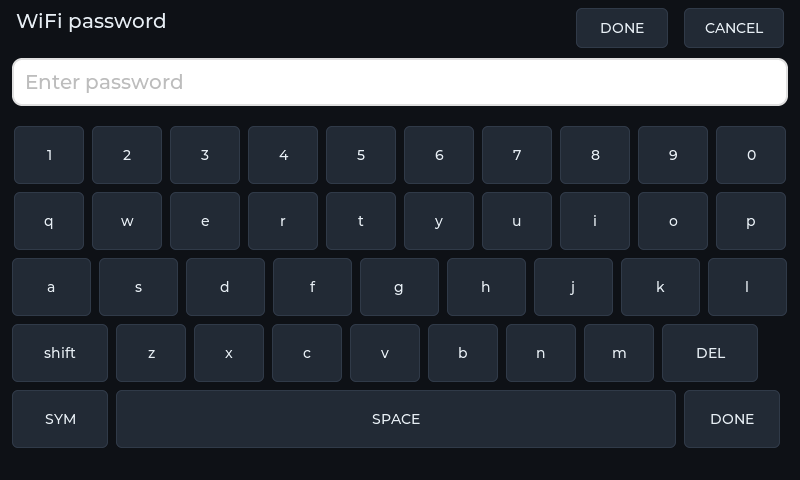 WiFi password
DONE CANCEL
Enter password
1 2 3 4 5 6 7 8 9 0
q w e r t y u i o p
a s d f g h j k l
shift z x c v b n m DEL
SYM SPACE DONE